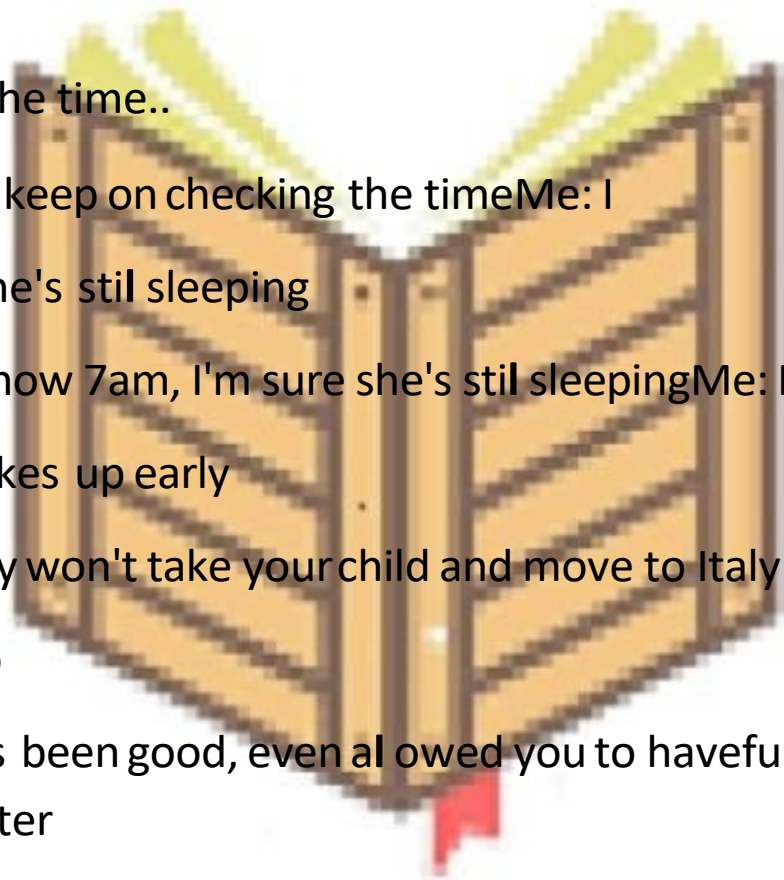 he time..
keep on checking the timeMe: I
he's stil sleeping
now 7am, I'm sure she's stil sleepingMe:
kes up early
y won't take your child and move to Italy
s been good, even al owed you to havefu
ter